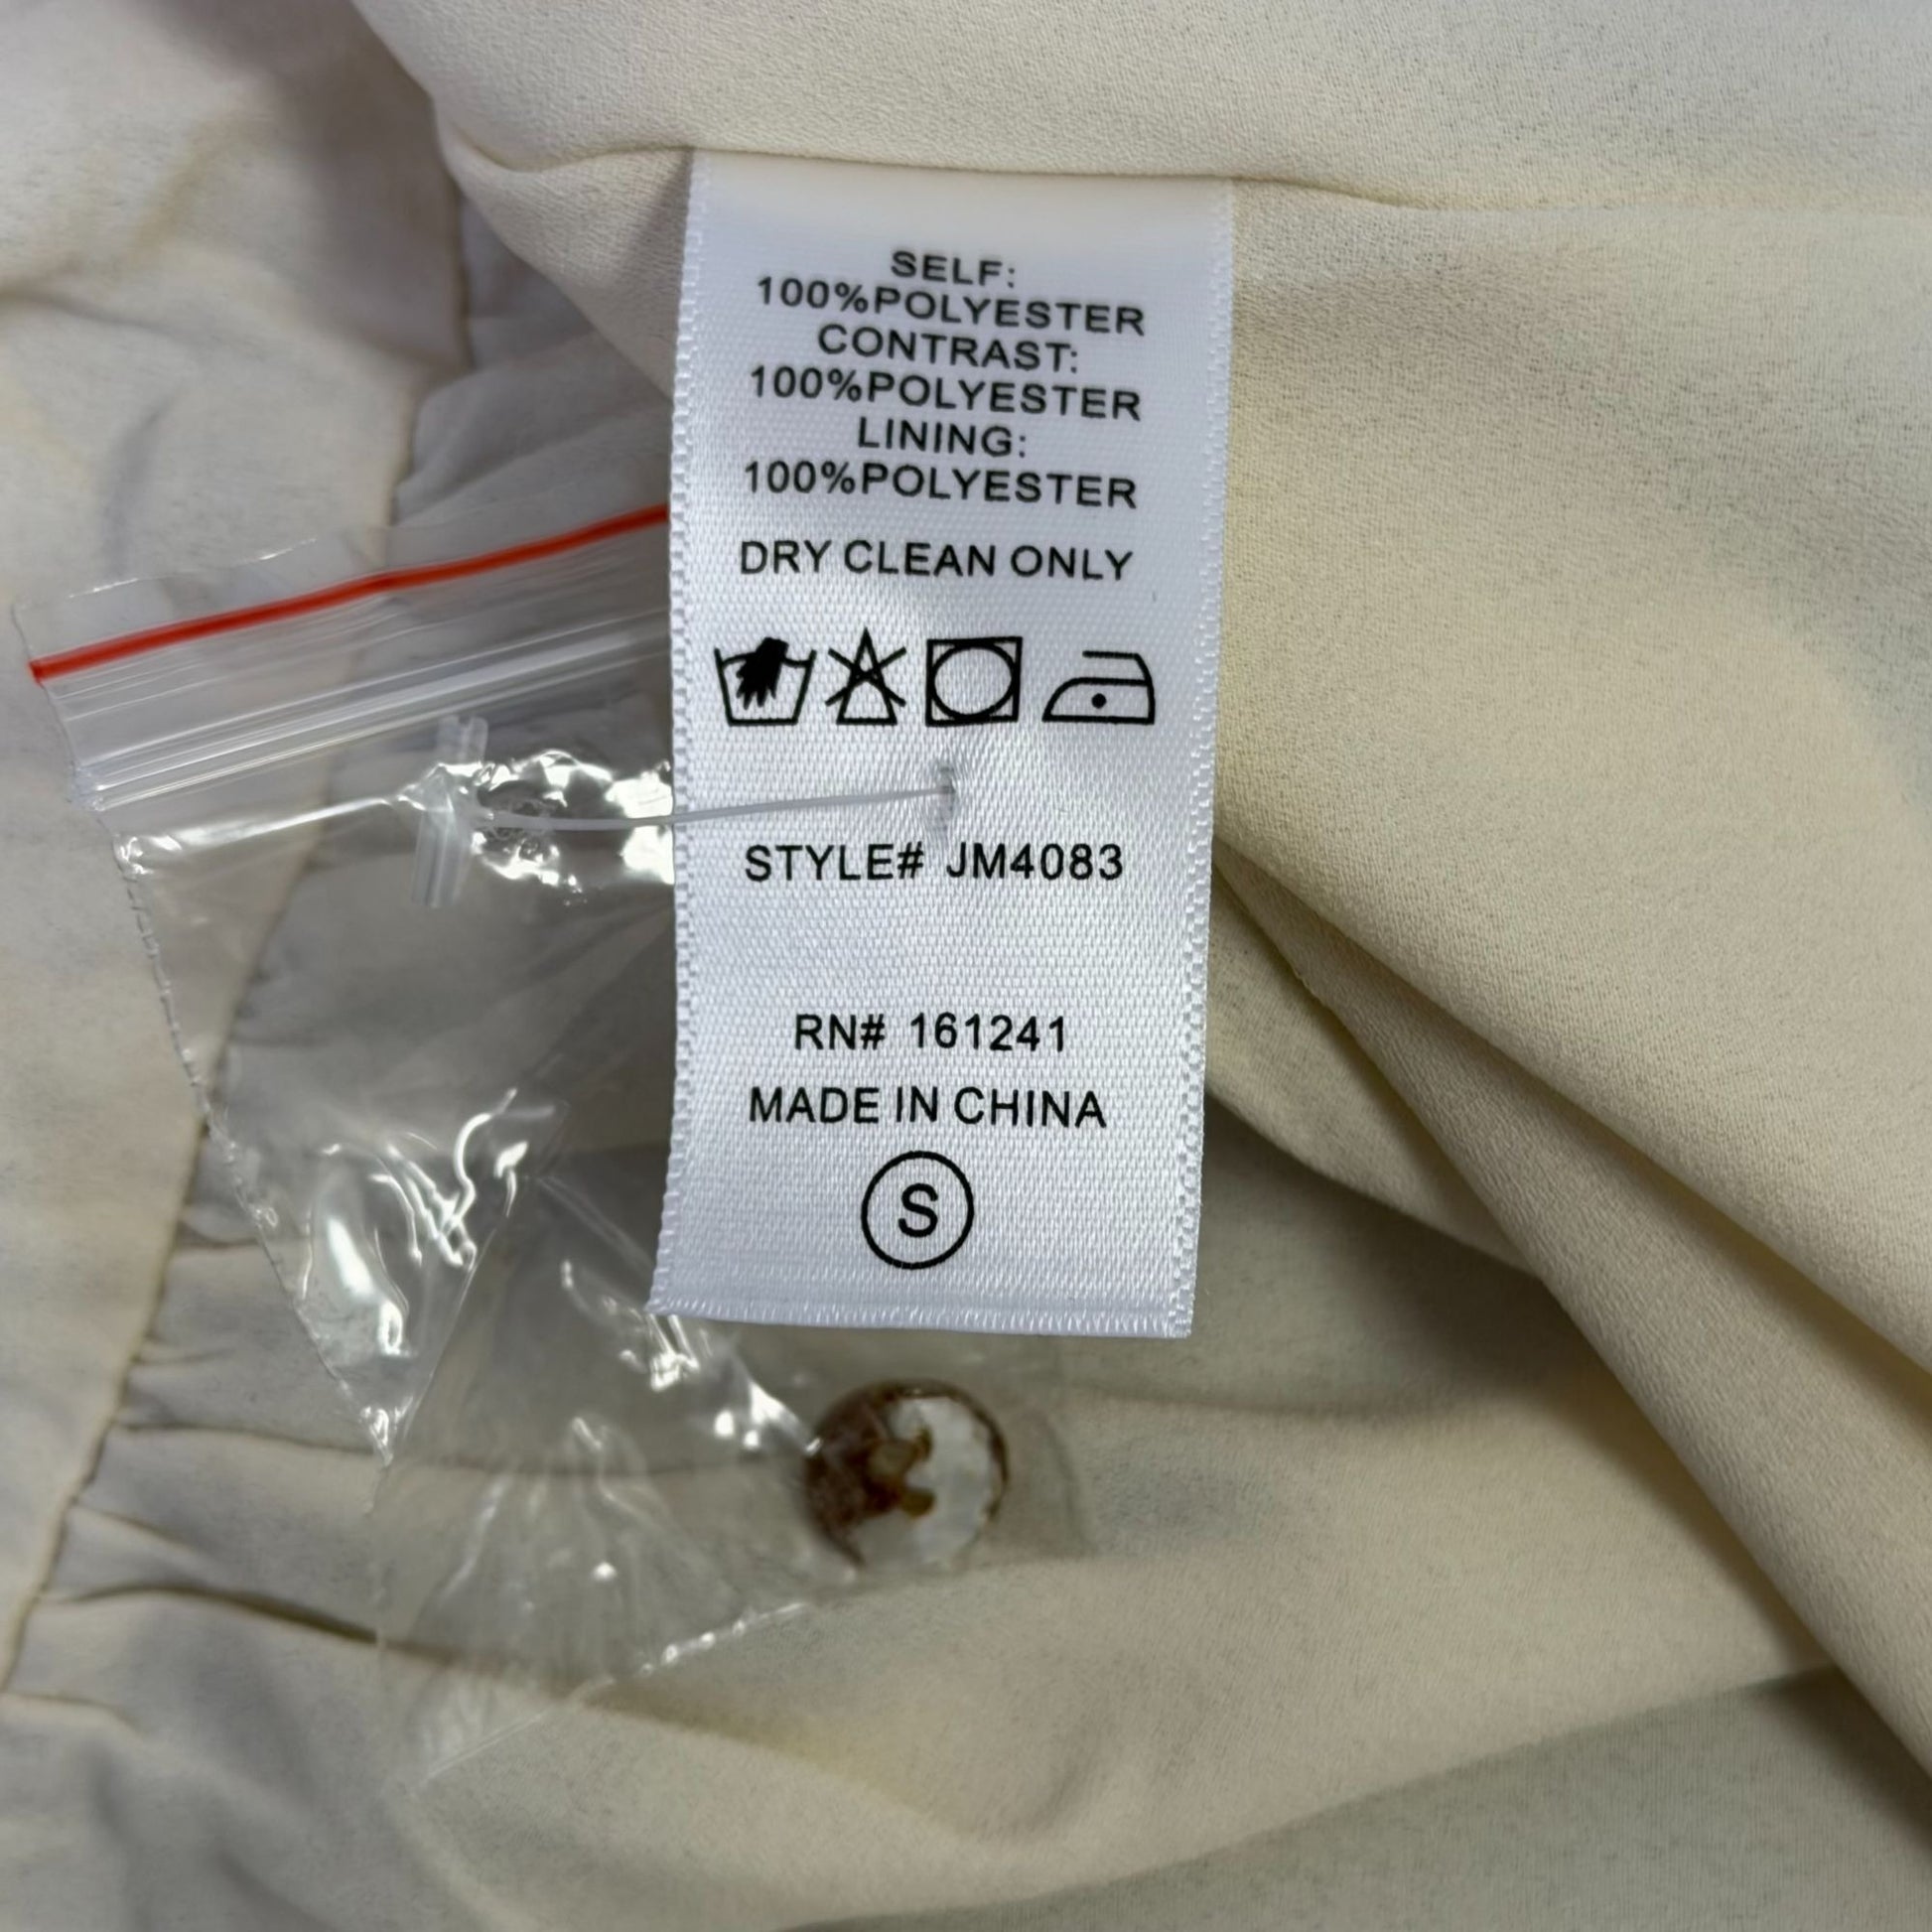 SELF:
100%POLYESTER
CONTRAST:
100%POLYESTER
LINING:
100%POLYESTER
DRY CLEAN ONLY
STYLE# JM4083
RN# 161241
MADE IN CHINA
S